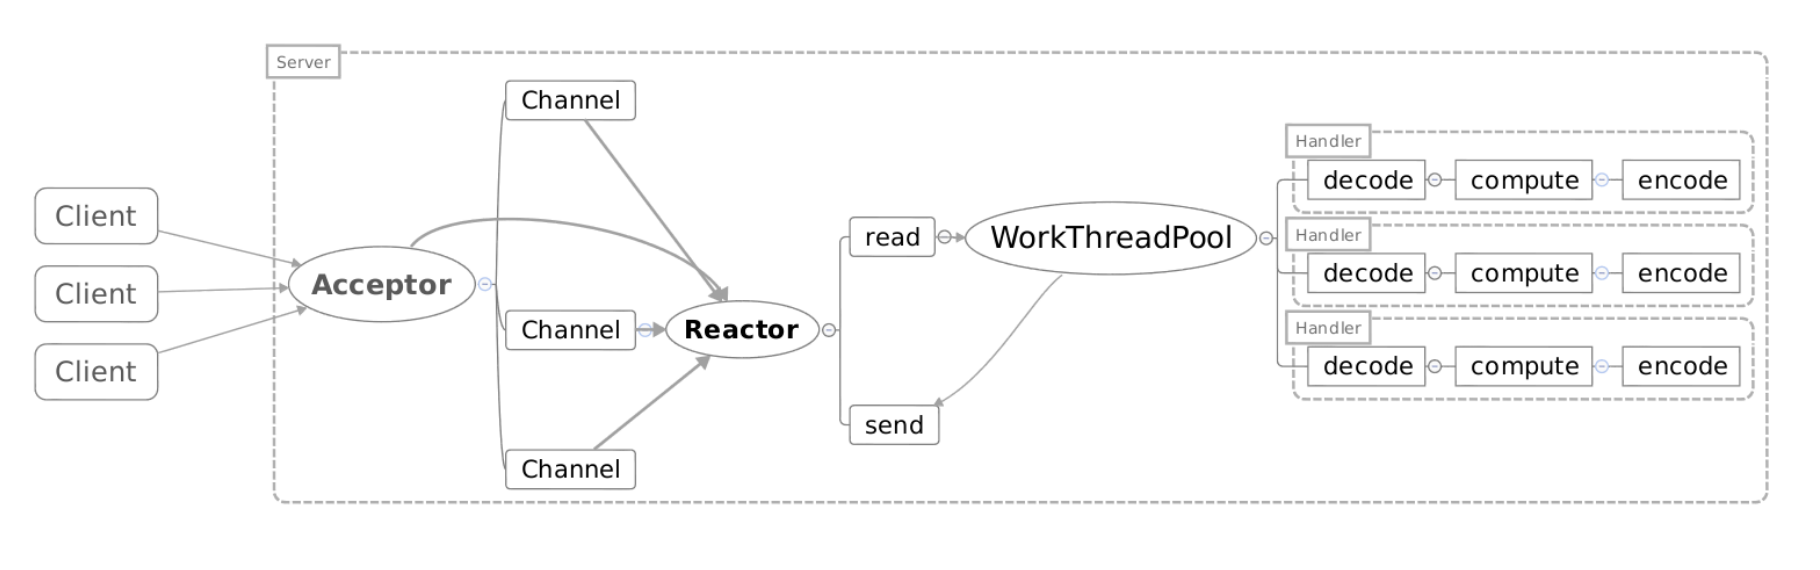 Server
Client
Client
Client
Acceptor
Channel
Channel
Channel
Reactor
read
send
WorkThreadPool
Handler
decode compute encode
Handler
decode compute encode
Handler
decode compute encode